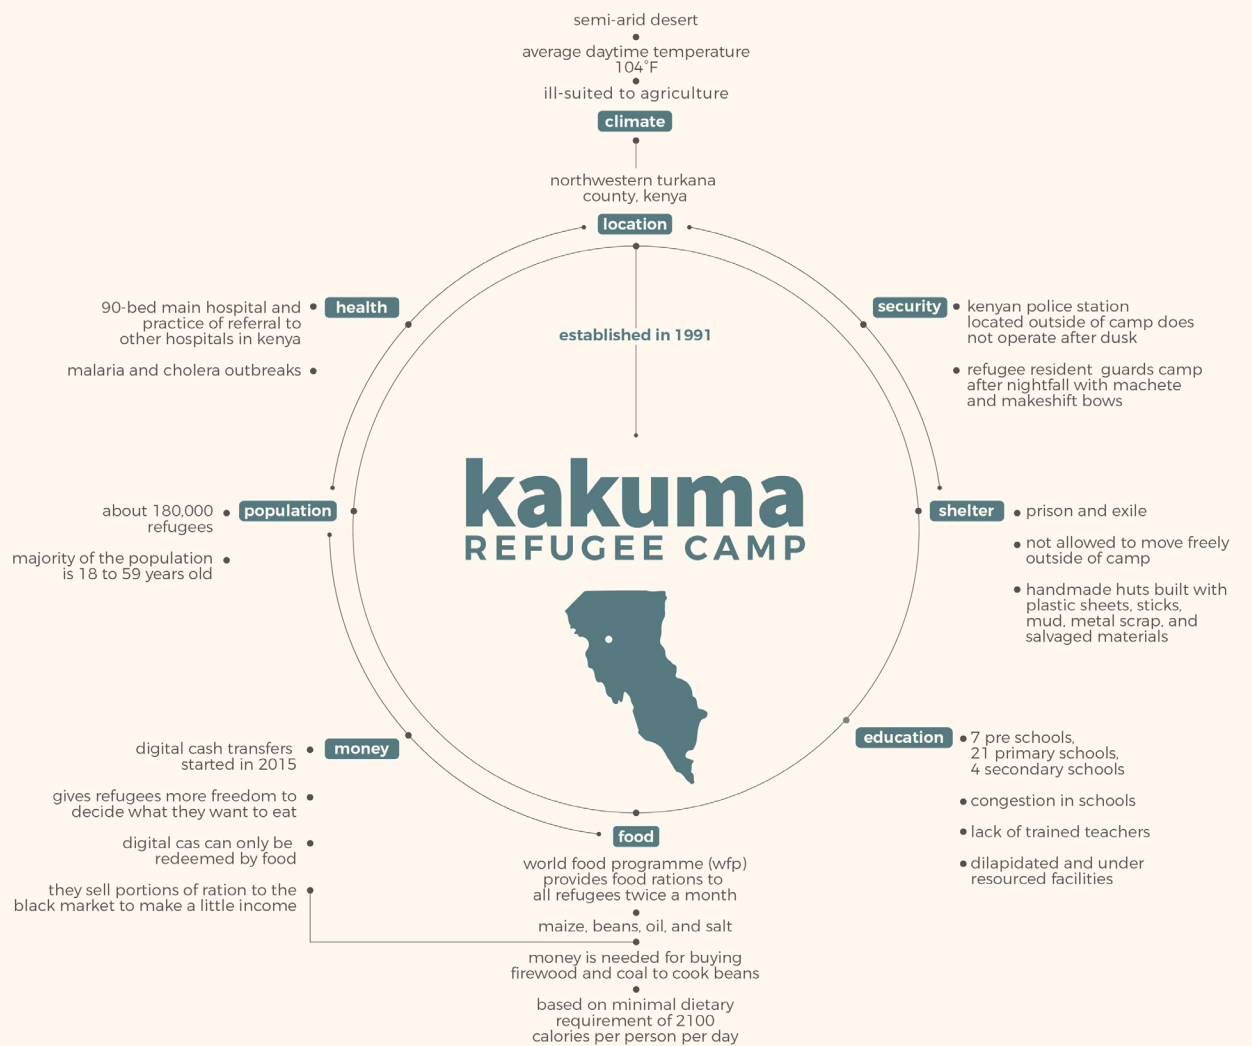 semi-arid desert
average daytime temperature
104°F
ill-suited to agriculture
climate
northwestern turkana
county, kenya
location
established in 1991
kakuma
REFUGEE CAMP
health
90-bed main hospital and
practice of referral to
other hospitals in kenya
malaria and cholera outbreaks
security
kenyan police station
located outside of camp does
not operate after dusk
refugee resident guards camp
after nightfall with machete
and makeshift bows
population
about 180,000
refugees
majority of the population
is 18 to 59 years old
shelter
prison and exile
not allowed to move freely
outside of camp
handmade huts built with
plastic sheets, sticks,
mud, metal scrap, and
salvaged materials
money
digital cash transfers
started in 2015
gives refugees more freedom to
decide what they want to eat
digital cas can only be
redeemed by food
they sell portions of ration to the
black market to make a little income
education
7 pre schools,
21 primary schools,
4 secondary schools
congestion in schools
lack of trained teachers
dilapidated and under
resourced facilities
food
world food programme (wfp)
provides food rations to
all refugees twice a month
maize, beans, oil, and salt
money is needed for buying
firewood and coal to cook beans
based on minimal dietary
requirement of 2100
calories per person per day